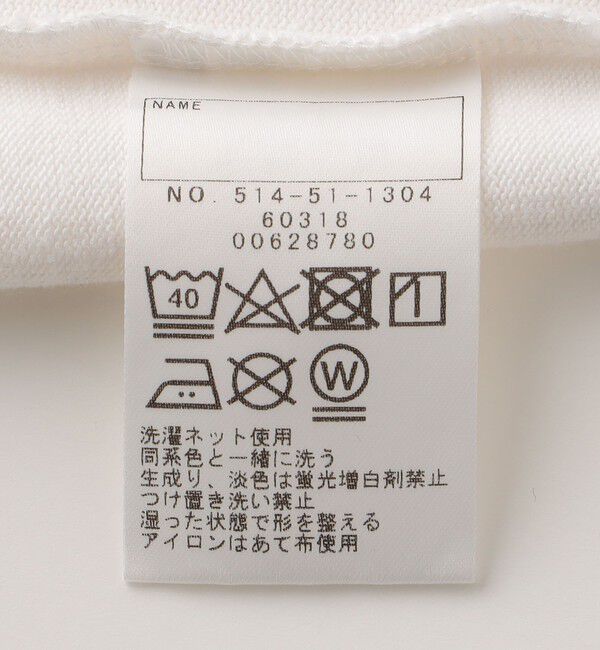 NAME
NO. 514-51-1304
60318
00628780
40
W
洗濯ネット使用
同系色と一緒に洗う
生成り、淡色は蛍光増白剤禁止
つけ置き洗い禁止
湿った状態で形を整える
アイロンはあて布使用